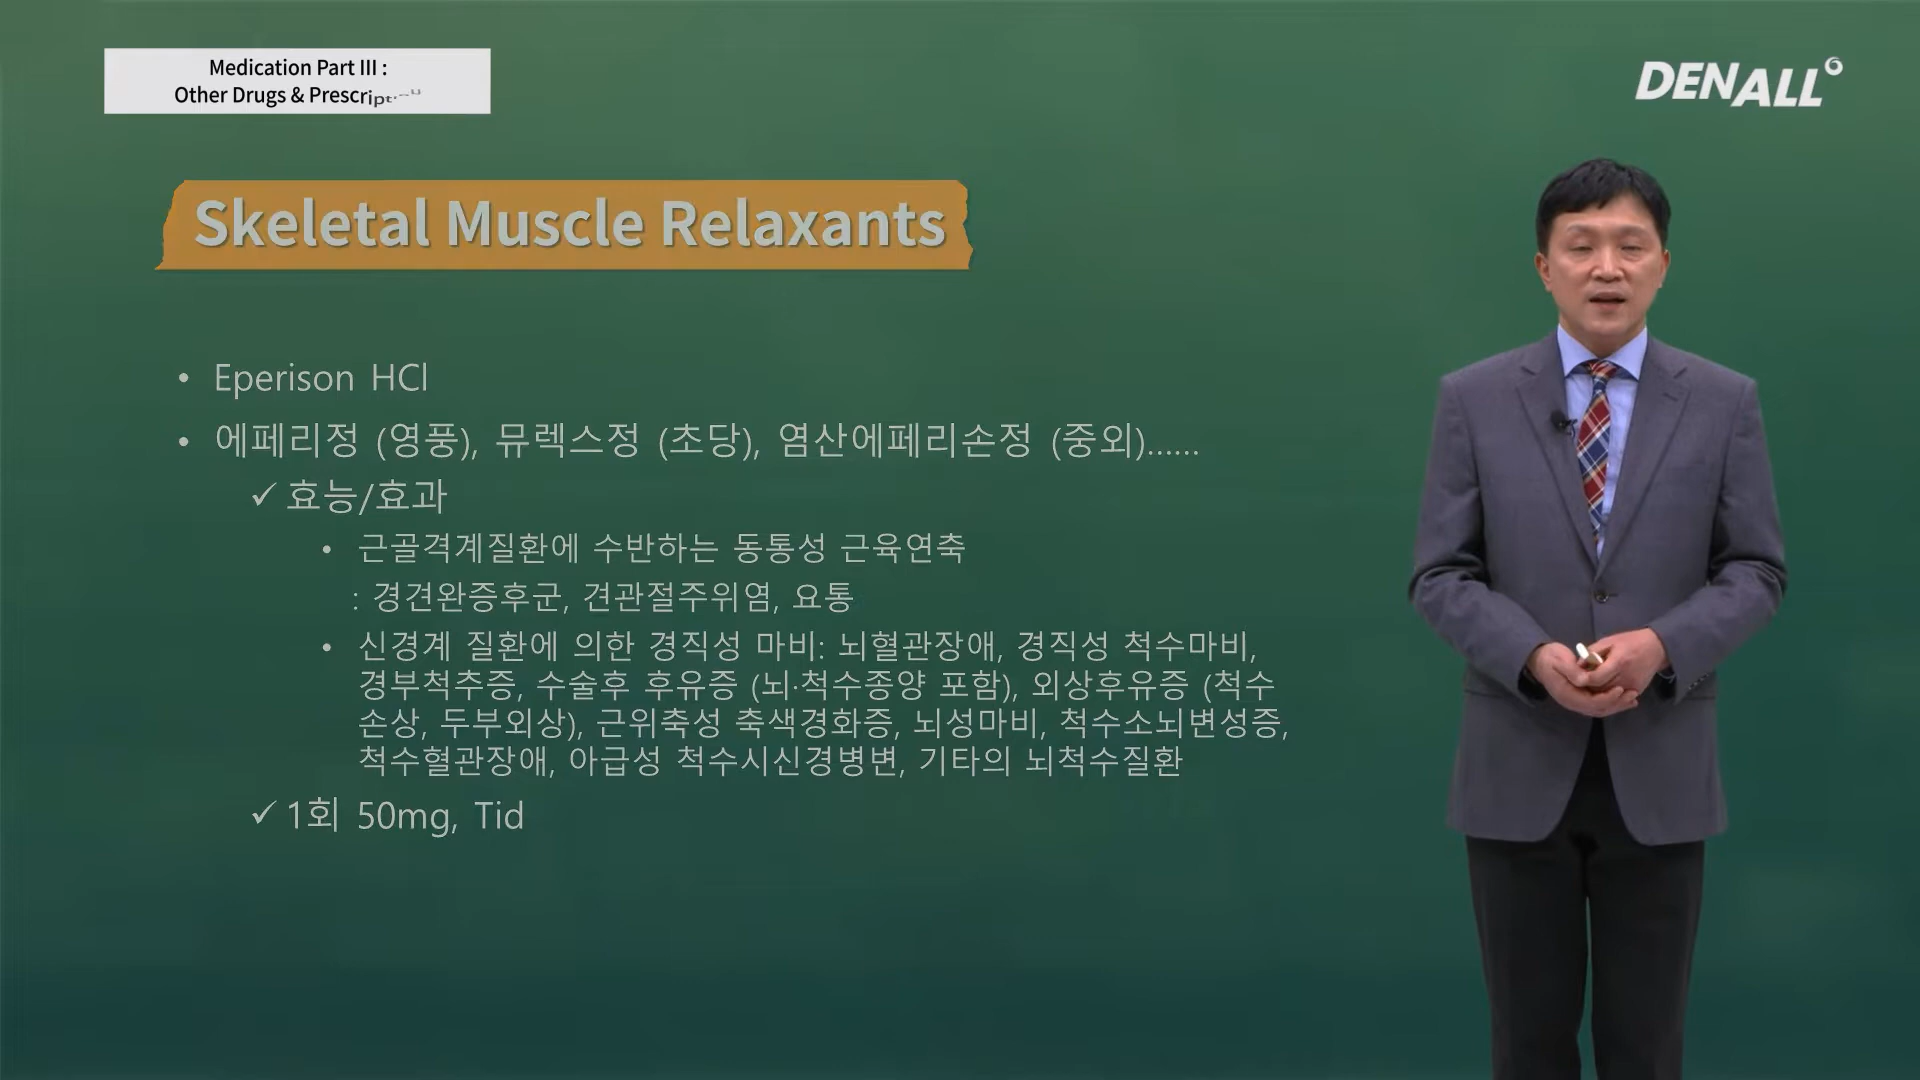 Medication Part III :
Other Drugs & Prescrip
DENALL
Skeletal Muscle Relaxants
• Eperison HCl
• 에페리정 (영풍), 뮤렉스정 (초당), 염산에페리손정 (중외)......
✓ 효능/효과
• 근골격계질환에 수반하는 동통성 근육연축
: 경견완증후군, 견관절주위염, 요통
• 신경계 질환에 의한 경직성 마비: 뇌혈관장애, 경직성 척수마비,
경부척추증, 수술후 후유증 (뇌·척수종양 포함), 외상후유증 (척수
손상, 두부외상), 근위축성 축색경화증, 뇌성마비, 척수소뇌변성증,
척수혈관장애, 아급성 척수시신경병변, 기타의 뇌척수질환
✓ 1회 50mg, Tid